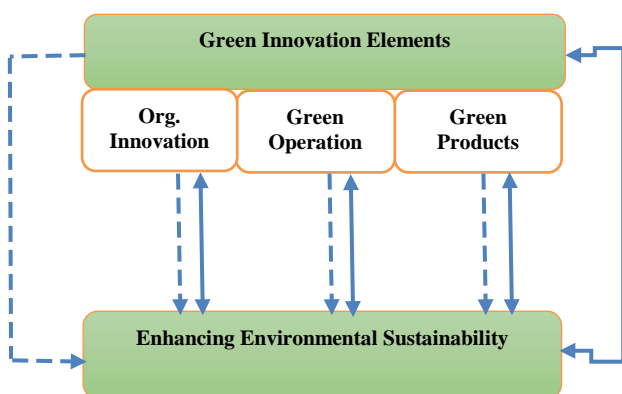 Green Innovation Elements
Org.
Innovation
Green
Operation
Green
Products
Enhancing Environmental Sustainability